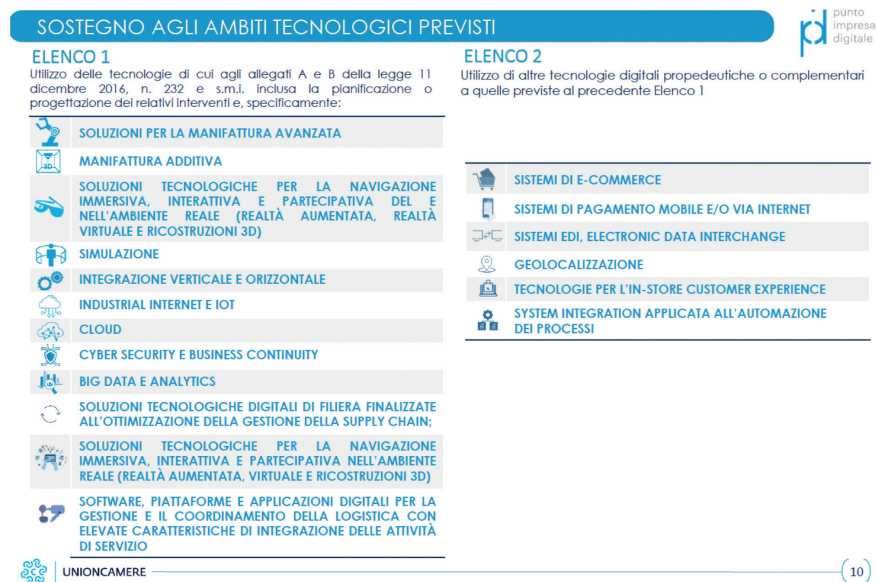 SOSTEGNO AGLI AMBITI TECNOLOGICI PREVISTI
punto
impresa
digitale
ELENCO 1
Utilizzo delle tecnologie di cui agli allegati A e B della legge 11
dicembre 2016, n. 232 e s.m.i. inclusa la pianificazione o
progettazione dei relativi interventi e, specificamente:
SOLUZIONI PER LA MANIFATTURA AVANZATA
3D
MANIFATTURA ADDITIVA
SOLUZIONI TECNOLOGICHE PER LA NAVIGAZIONE
IMMERSIVA, INTERATTIVA E PARTECIPATIVA DEL E
NELL'AMBIENTE REALE (REALTÀ AUMENTATA, REALTÀ
VIRTUALE E RICOSTRUZIONI 3D)
SIMULAZIONE
INTEGRAZIONE VERTICALE E ORIZZONTALE
INDUSTRIAL INTERNET E IOT
CLOUD
CYBER SECURITY E BUSINESS CONTINUITY
BIG DATA E ANALYTICS
SOLUZIONI TECNOLOGICHE DIGITALI DI FILIERA FINALIZZATE
ALL'OTTIMIZZAZIONE DELLA GESTIONE DELLA SUPPLY CHAIN;
SOLUZIONI TECNOLOGICHE PER LA NAVIGAZIONE
IMMERSIVA, INTERATTIVA E PARTECIPATIVA NELL'AMBIENTE
REALE (REALTÀ AUMENTATA, VIRTUALE E RICOSTRUZIONI 3D)
SOFTWARE, PIATTAFORME E APPLICAZIONI DIGITALI PER LA
GESTIONE E IL COORDINAMENTO DELLA LOGISTICA CON
ELEVATE CARATTERISTICHE DI INTEGRAZIONE DELLE ATTIVITÀ
DI SERVIZIO
ELENCO 2
Utilizzo di altre tecnologie digitali propedeutiche o complementari
a quelle previste al precedente Elenco 1
SISTEMI DI E-COMMERCE
SISTEMI DI PAGAMENTO MOBILE E/O VIA INTERNET
SISTEMI EDI, ELECTRONIC DATA INTERCHANGE
GEOLOCALIZZAZIONE
TECNOLOGIE PER L'IN-STORE CUSTOMER EXPERIENCE
SYSTEM INTEGRATION APPLICATA ALL'AUTOMAZIONE
DEI PROCESSI
UNIONCAMERE
10